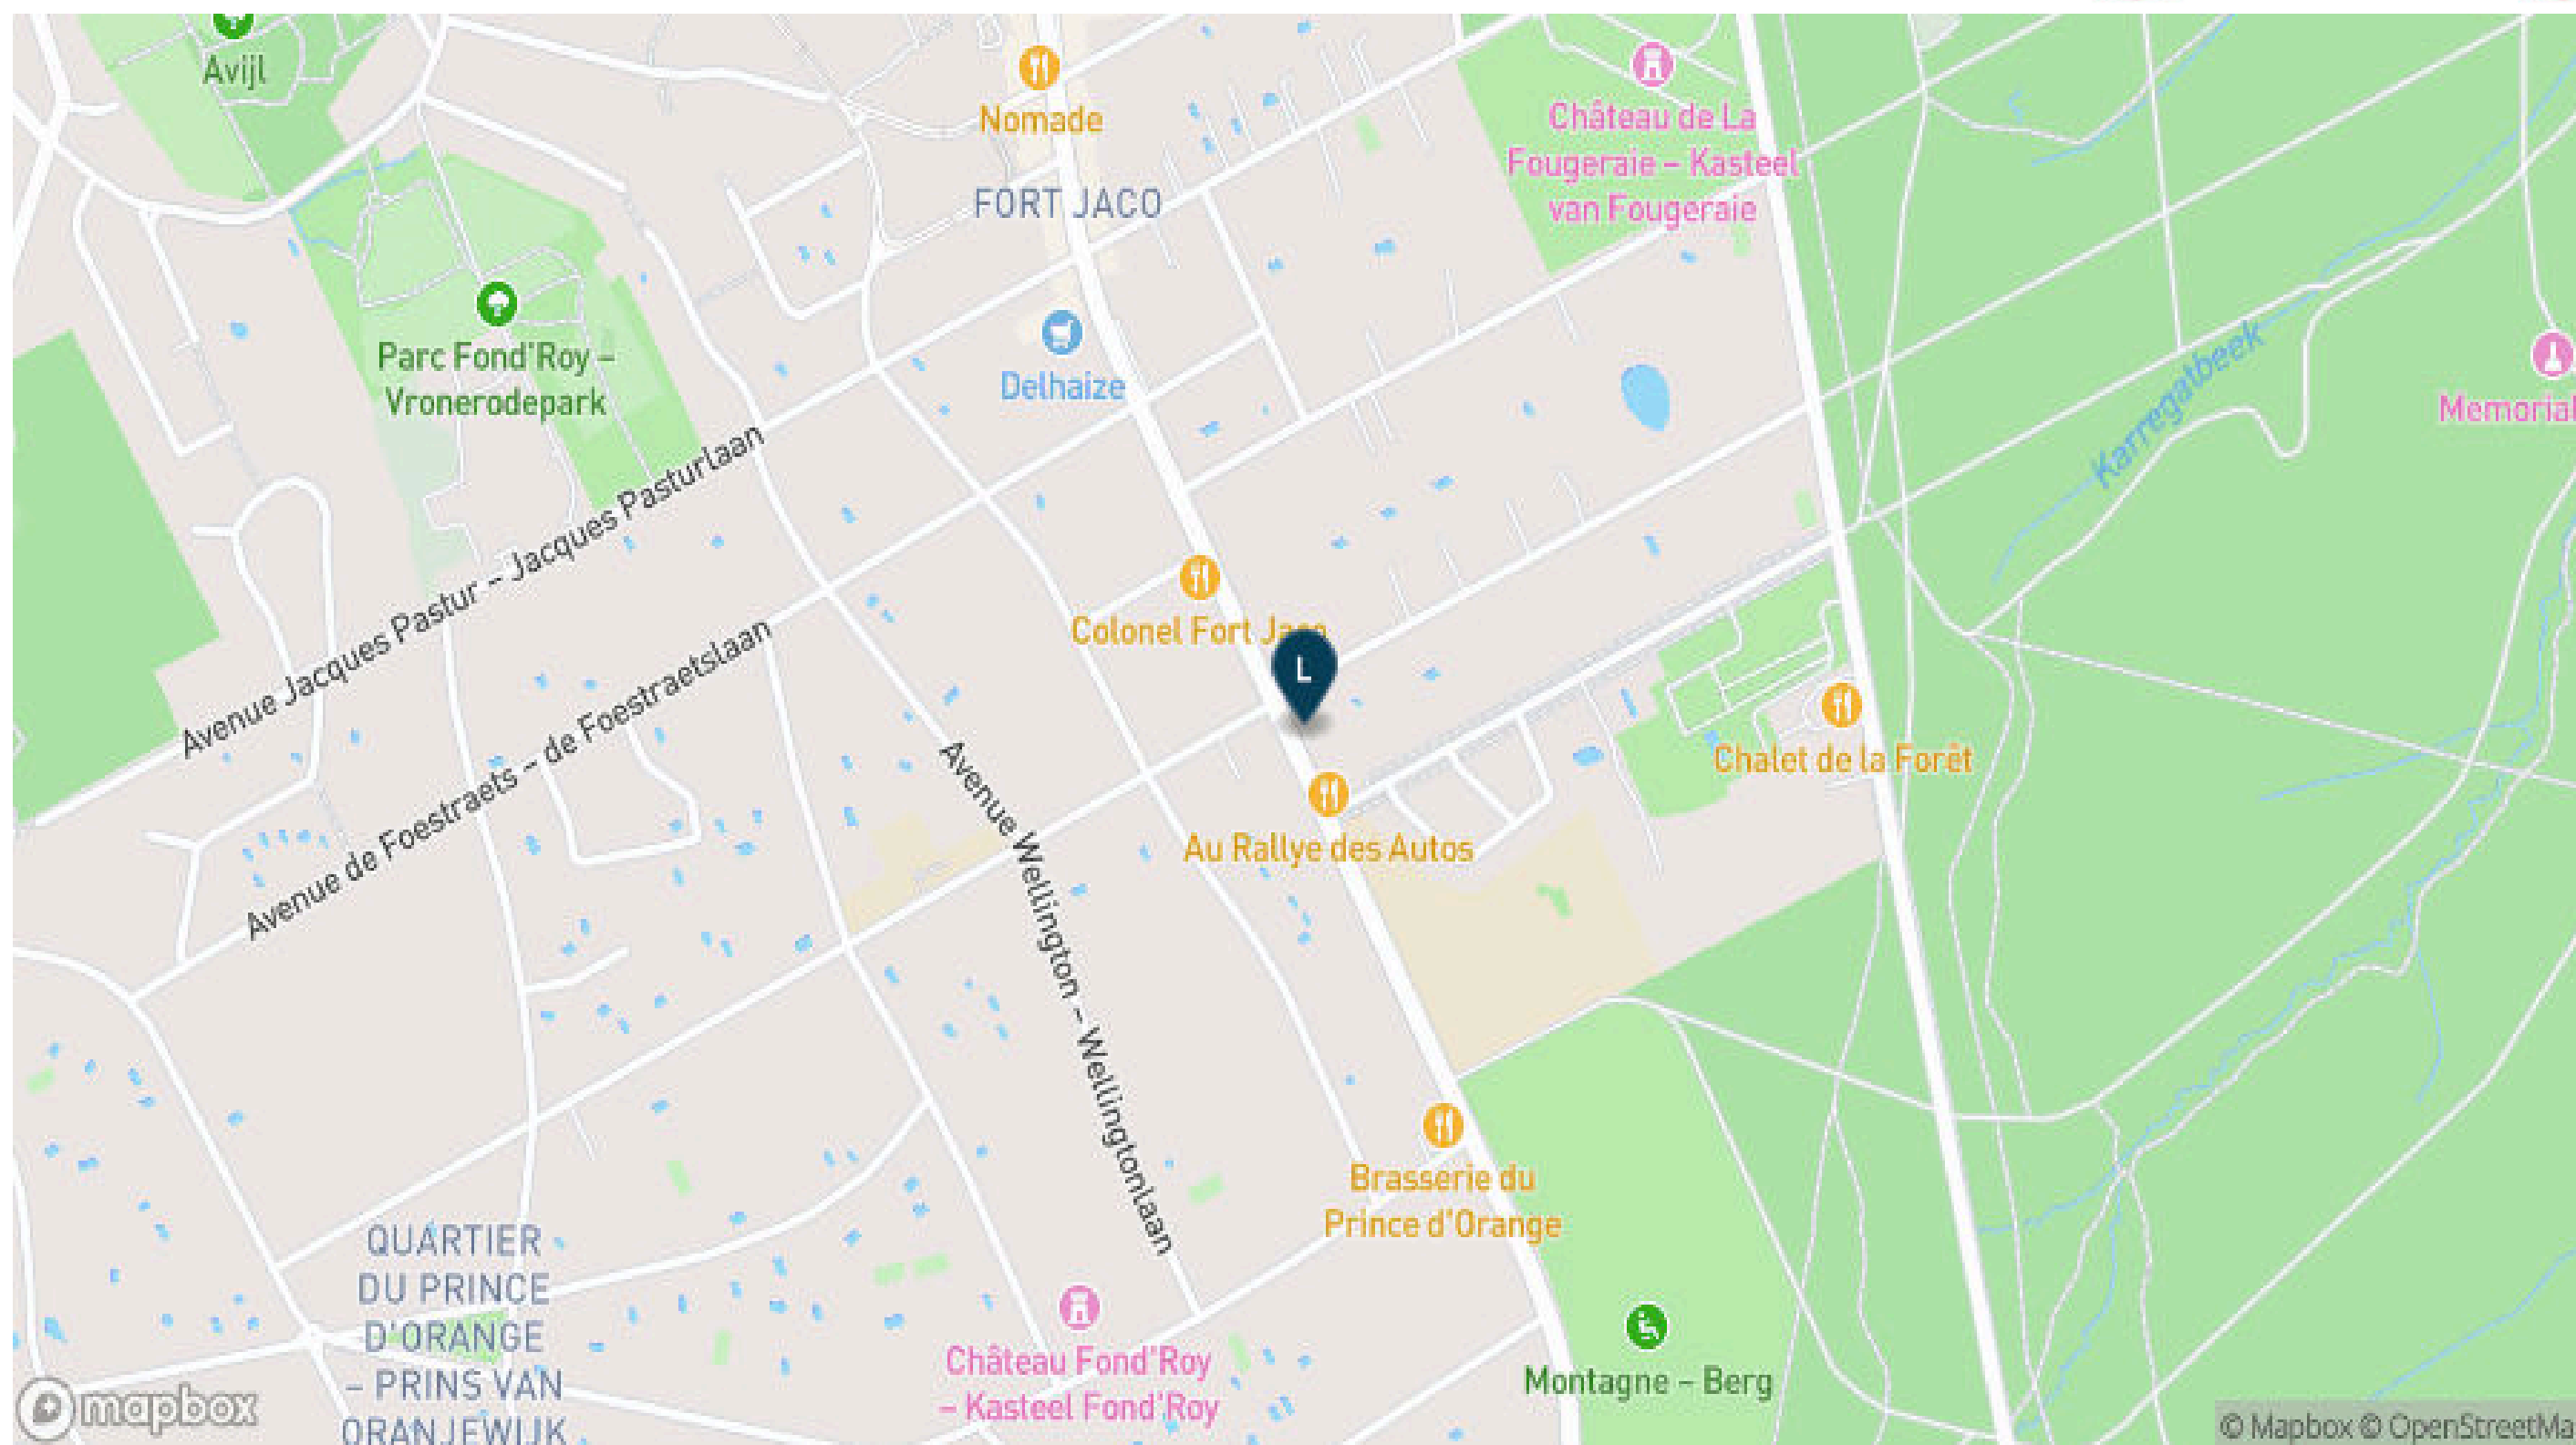 Avijl
Nomade
Château de La
Fougeraie – Kasteel
van Fougeraie
FORT JACO
Parc Fond'Roy –
Vronerodepark
Delhaize
Karregatbeek
Memorial
Avenue Jacques Pastur – Jacques Pasturlaan
Colonel Fort Jaco
L
Avenue de Foestraets – de Foestraetslaan
Chalet de la Forêt
Avenue Wellington – Wellingtonlaan
Au Rallye des Autos
Brasserie du
Prince d'Orange
QUARTIER
DU PRINCE
D'ORANGE
– PRINS VAN
ORANJEWIJK
Château Fond'Roy
– Kasteel Fond'Roy
Montagne – Berg
mapbox
© Mapbox © OpenStreetMa